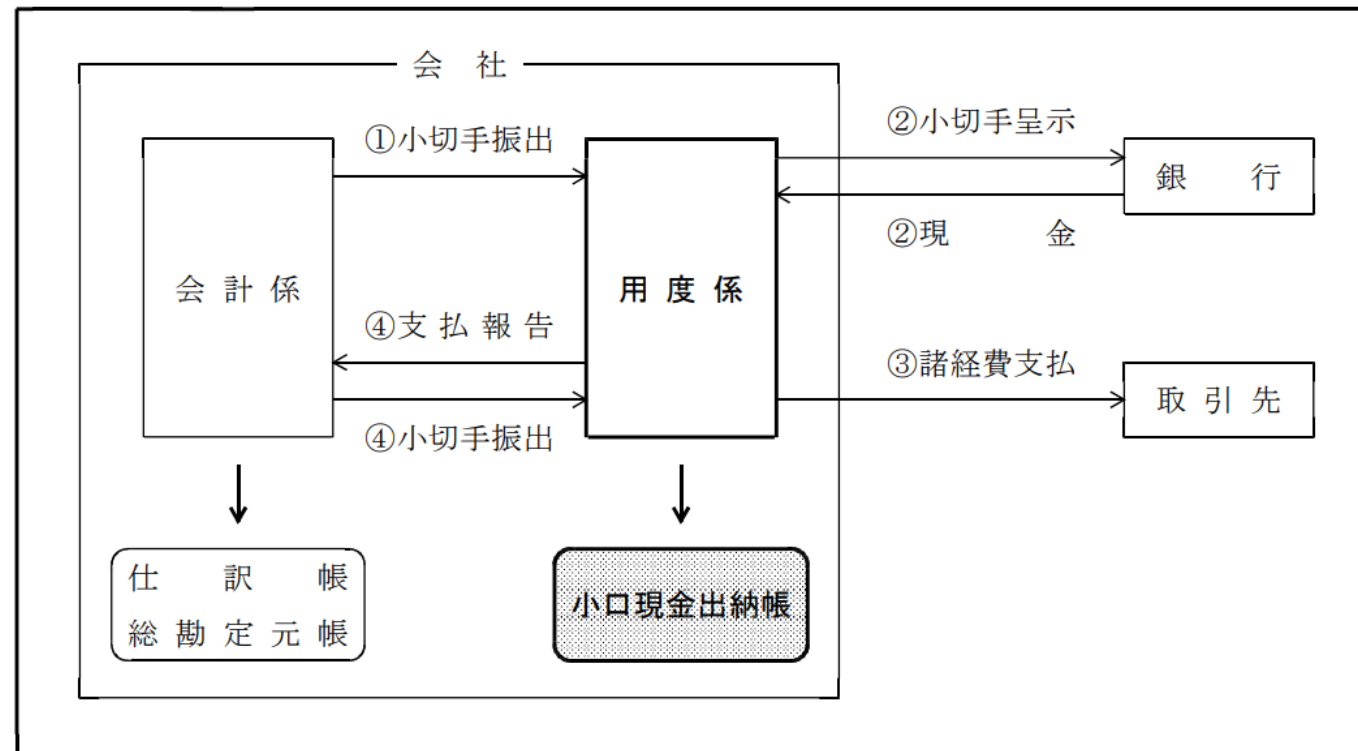 会 社
①小切手振出
②小切手呈示
銀 行
②現 金
会 計 係
用 度 係
④支 払 報 告
③諸経費支払
取 引 先
④小切手振出
仕 訳 帳
総 勘 定 元 帳
小口現金出納帳